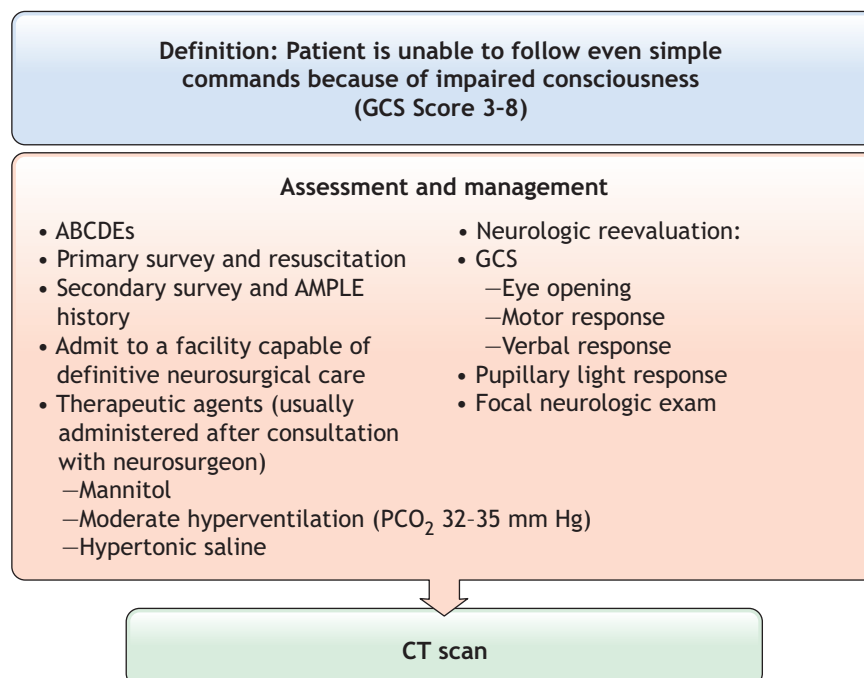 Definition: Patient is unable to follow even simple
commands because of impaired consciousness
(GCS Score 3–8)
Assessment and management
• ABCDEs
• Primary survey and resuscitation
• Secondary survey and AMPLE
history
• Admit to a facility capable of
definitive neurosurgical care
• Therapeutic agents (usually
administered after consultation
with neurosurgeon)
—Mannitol
—Moderate hyperventilation (PCO₂ 32–35 mm Hg)
—Hypertonic saline
• Neurologic reevaluation:
• GCS
—Eye opening
—Motor response
—Verbal response
• Pupillary light response
• Focal neurologic exam
CT scan